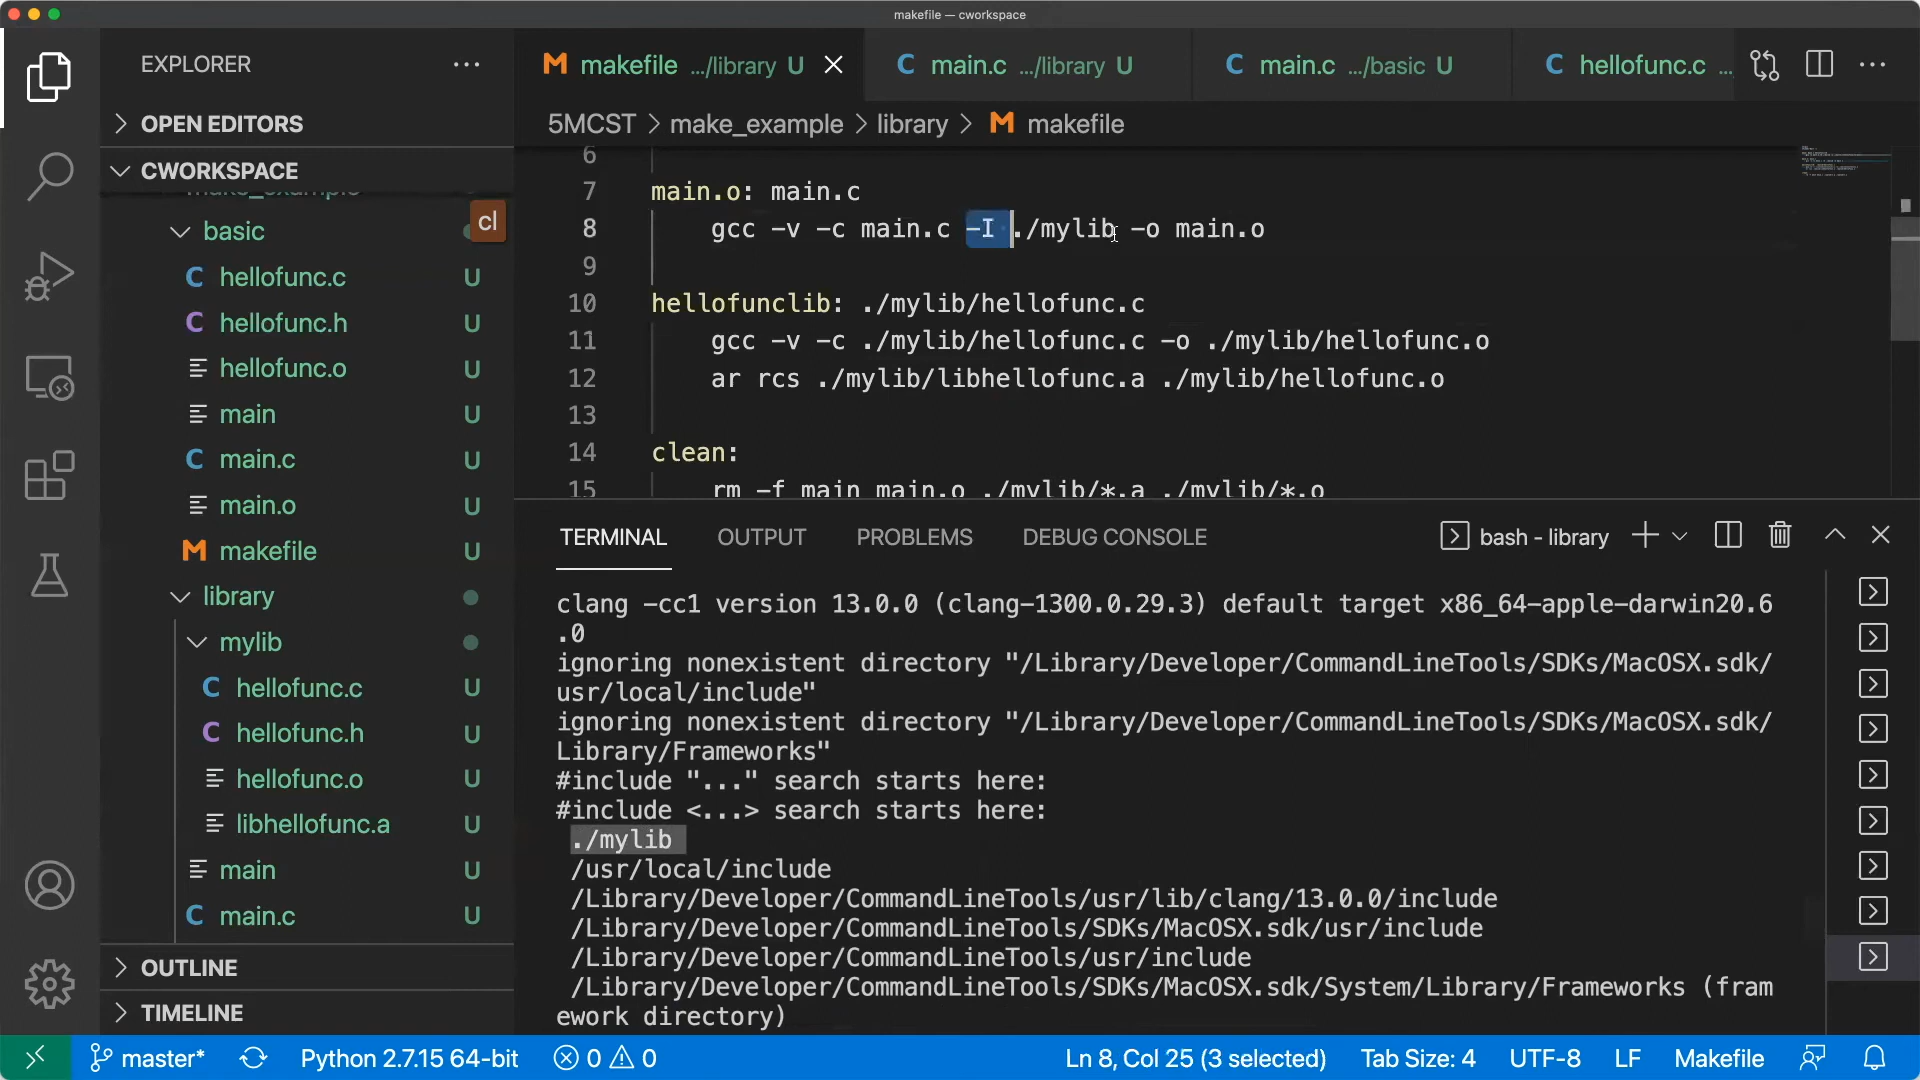 makefile — cworkspace
EXPLORER
OPEN EDITORS
CWORKSPACE
make_example
basic
cl
hellofunc.c U
hellofunc.h U
hellofunc.o U
main U
main.c U
main.o U
makefile U
library
mylib
hellofunc.c U
hellofunc.h U
hellofunc.o U
libhellofunc.a U
main U
main.c U
OUTLINE
TIMELINE
makefile .../library U
main.c .../library U
main.c .../basic U
hellofunc.c ...
5MCST > make_example > library > makefile
6
7 main.o: main.c
8 gcc -v -c main.c -I ./mylib -o main.o
9
10 hellofunclib: ./mylib/hellofunc.c
11 gcc -v -c ./mylib/hellofunc.c -o ./mylib/hellofunc.o
12 ar rcs ./mylib/libhellofunc.a ./mylib/hellofunc.o
13
14 clean:
15 rm -f main main.o ./mylib/*.a ./mylib/*.o
TERMINAL OUTPUT PROBLEMS DEBUG CONSOLE
bash - library
clang -cc1 version 13.0.0 (clang-1300.0.29.3) default target x86_64-apple-darwin20.6
.0
ignoring nonexistent directory "/Library/Developer/CommandLineTools/SDKs/MacOSX.sdk/
usr/local/include"
ignoring nonexistent directory "/Library/Developer/CommandLineTools/SDKs/MacOSX.sdk/
Library/Frameworks"
#include "..." search starts here:
#include <...> search starts here:
./mylib
/usr/local/include
/Library/Developer/CommandLineTools/usr/lib/clang/13.0.0/include
/Library/Developer/CommandLineTools/SDKs/MacOSX.sdk/usr/include
/Library/Developer/CommandLineTools/usr/include
/Library/Developer/CommandLineTools/SDKs/MacOSX.sdk/System/Library/Frameworks (fram
ework directory)
master* Python 2.7.15 64-bit 0 0 Ln 8, Col 25 (3 selected) Tab Size: 4 UTF-8 LF Makefile